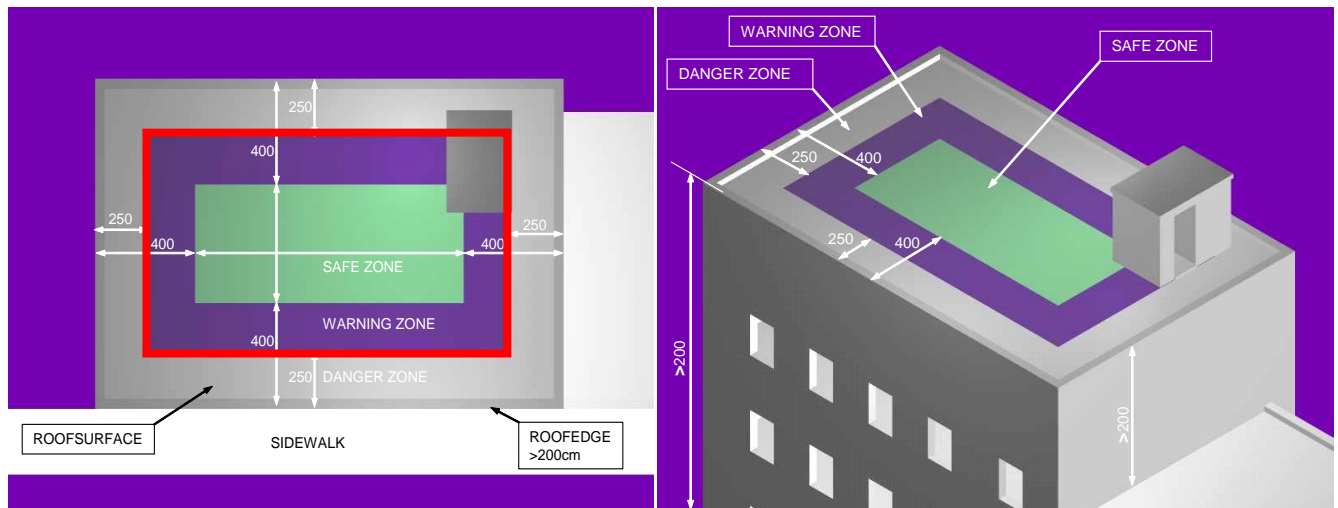 250
400
250
250
400
400
SAFE ZONE
WARNING ZONE
400
250
DANGER ZONE
ROOFSURFACE
SIDEWALK
ROOFEDGE
>200cm
WARNING ZONE
SAFE ZONE
DANGER ZONE
250
400
250
400
>200
>200